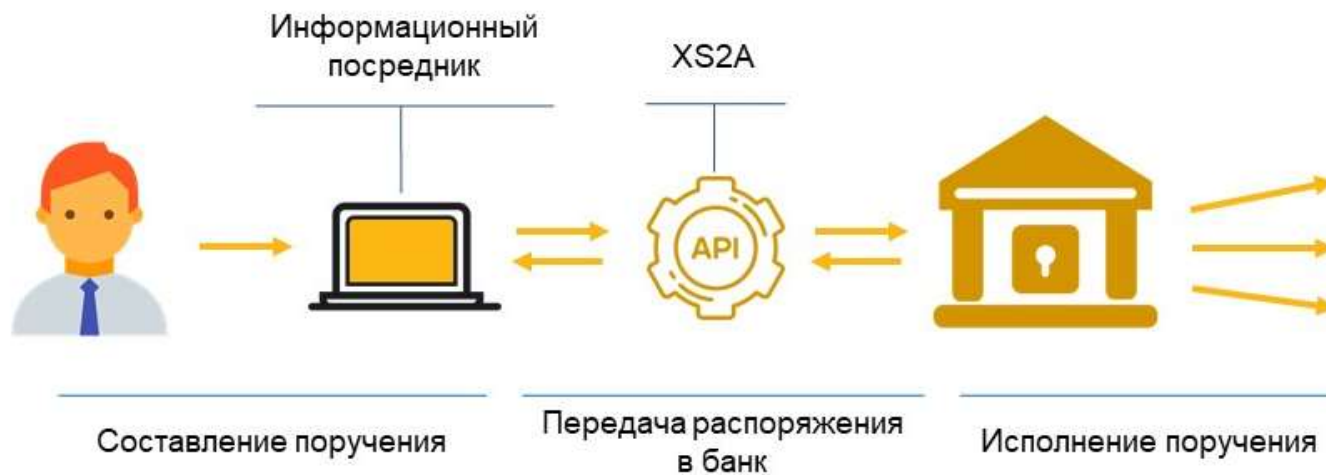 Информационный
посредник
XS2A
API
Составление поручения
Передача распоряжения
в банк
Исполнение поручения